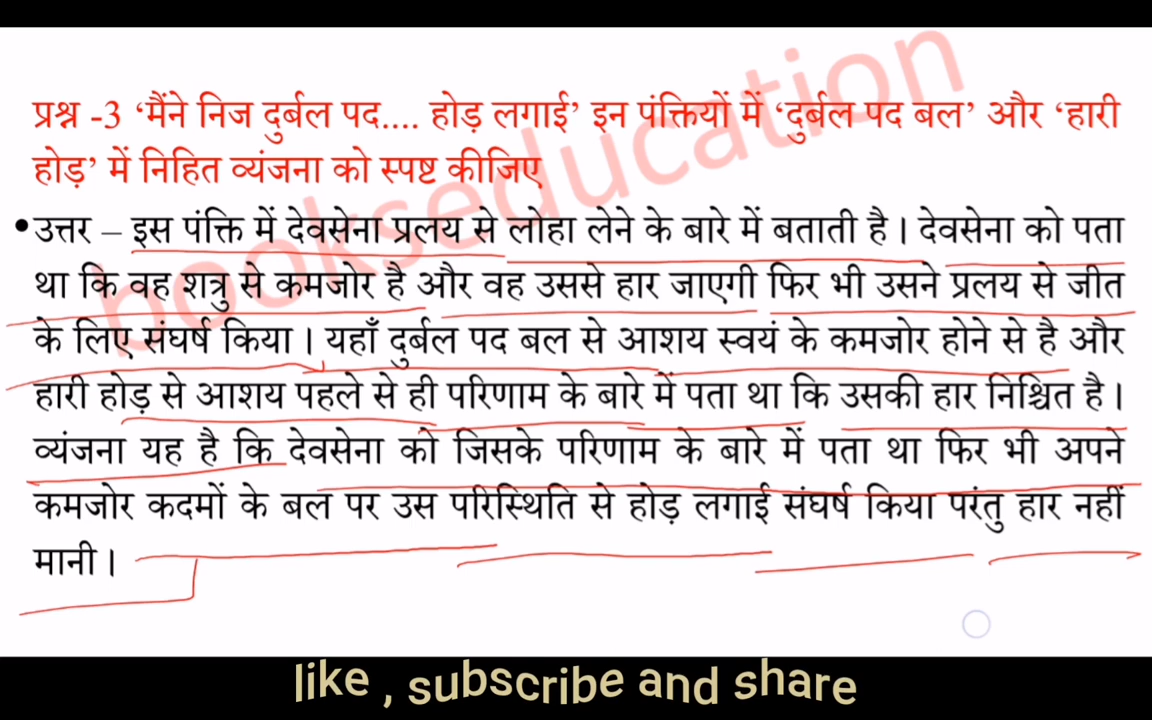 प्रश्न -3 ‘मैंने निज दुर्बल पद.... होड़ लगाई’ इन पंक्तियों में ‘दुर्बल पद बल’ और ‘हारी
होड़’ में निहित व्यंजना को स्पष्ट कीजिए
•उत्तर – इस पंक्ति में देवसेना प्रलय से लोहा लेने के बारे में बताती है। देवसेना को पता
था कि वह शत्रु से कमजोर है और वह उससे हार जाएगी फिर भी उसने प्रलय से जीत
के लिए संघर्ष किया। यहाँ दुर्बल पद बल से आशय स्वयं के कमजोर होने से है और
हारी होड़ से आशय पहले से ही परिणाम के बारे में पता था कि उसकी हार निश्चित है।
व्यंजना यह है कि देवसेना को जिसके परिणाम के बारे में पता था फिर भी अपने
कमजोर कदमों के बल पर उस परिस्थिति से होड़ लगाई संघर्ष किया परंतु हार नहीं
मानी।
bookseducation
like , subscribe and share